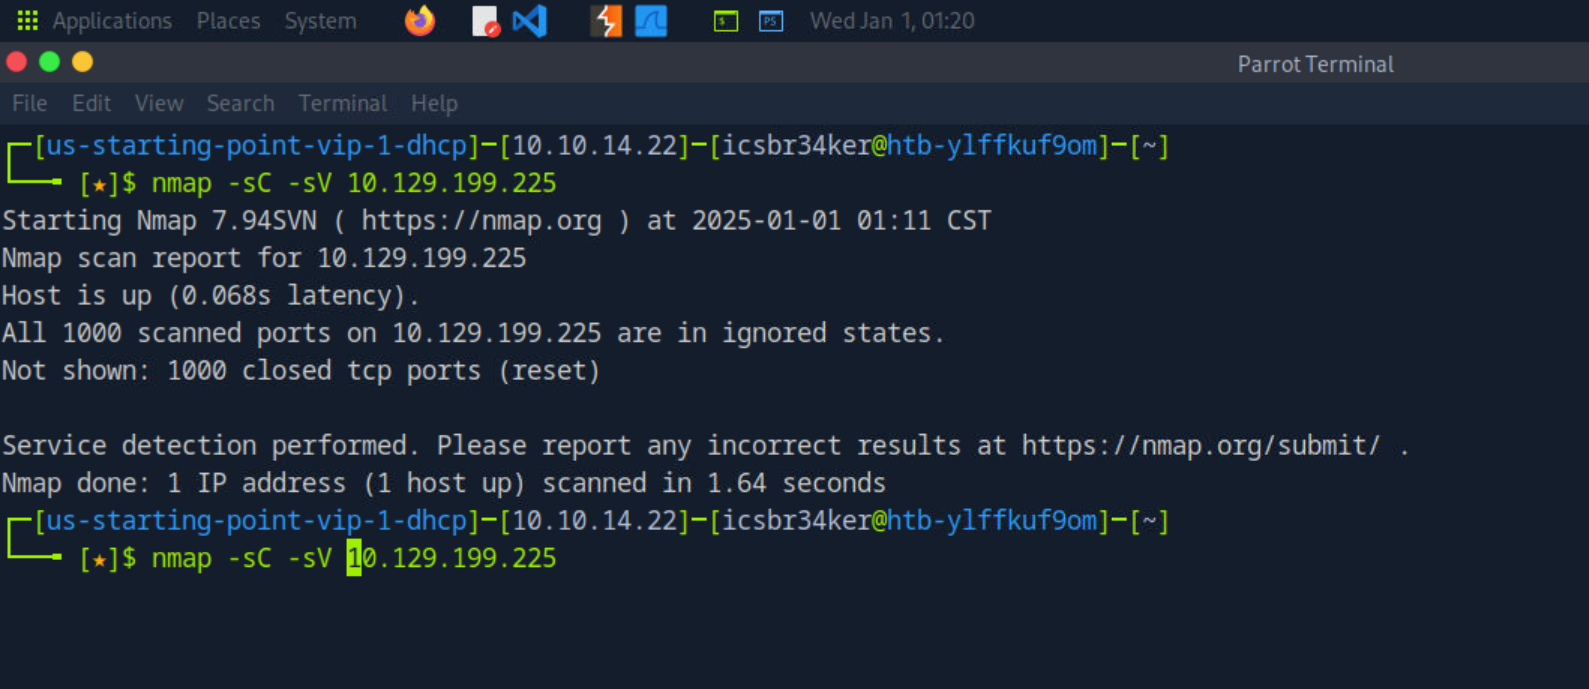 Applications Places System Wed Jan 1, 01:20
Parrot Terminal
File Edit View Search Terminal Help
[us-starting-point-vip-1-dhcp]-[10.10.14.22]-[icsbr34ker@htb-ylffkuf9om]-[~]
[★]$ nmap -sC -sV 10.129.199.225
Starting Nmap 7.94SVN ( https://nmap.org ) at 2025-01-01 01:11 CST
Nmap scan report for 10.129.199.225
Host is up (0.068s latency).
All 1000 scanned ports on 10.129.199.225 are in ignored states.
Not shown: 1000 closed tcp ports (reset)
Service detection performed. Please report any incorrect results at https://nmap.org/submit/ .
Nmap done: 1 IP address (1 host up) scanned in 1.64 seconds
[us-starting-point-vip-1-dhcp]-[10.10.14.22]-[icsbr34ker@htb-ylffkuf9om]-[~]
[★]$ nmap -sC -sV 10.129.199.225